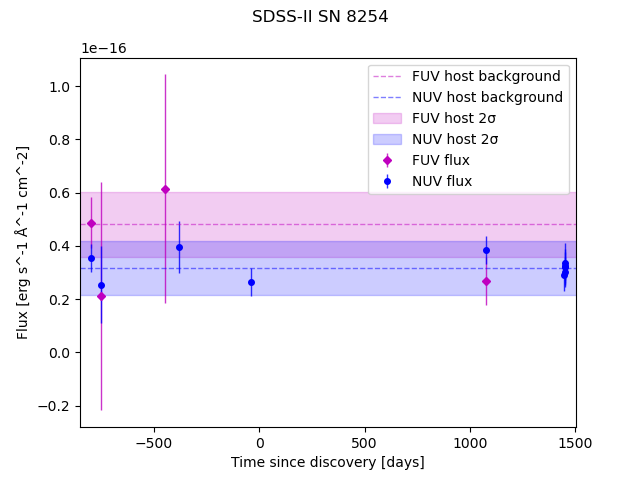 SDSS-II SN 8254
1e−16
FUV host background
NUV host background
FUV host 2σ
NUV host 2σ
FUV flux
NUV flux
1.0
0.8
0.6
0.4
0.2
0.0
−0.2
Flux [erg s^-1 Å^-1 cm^-2]
−500
0
500
1000
1500
Time since discovery [days]